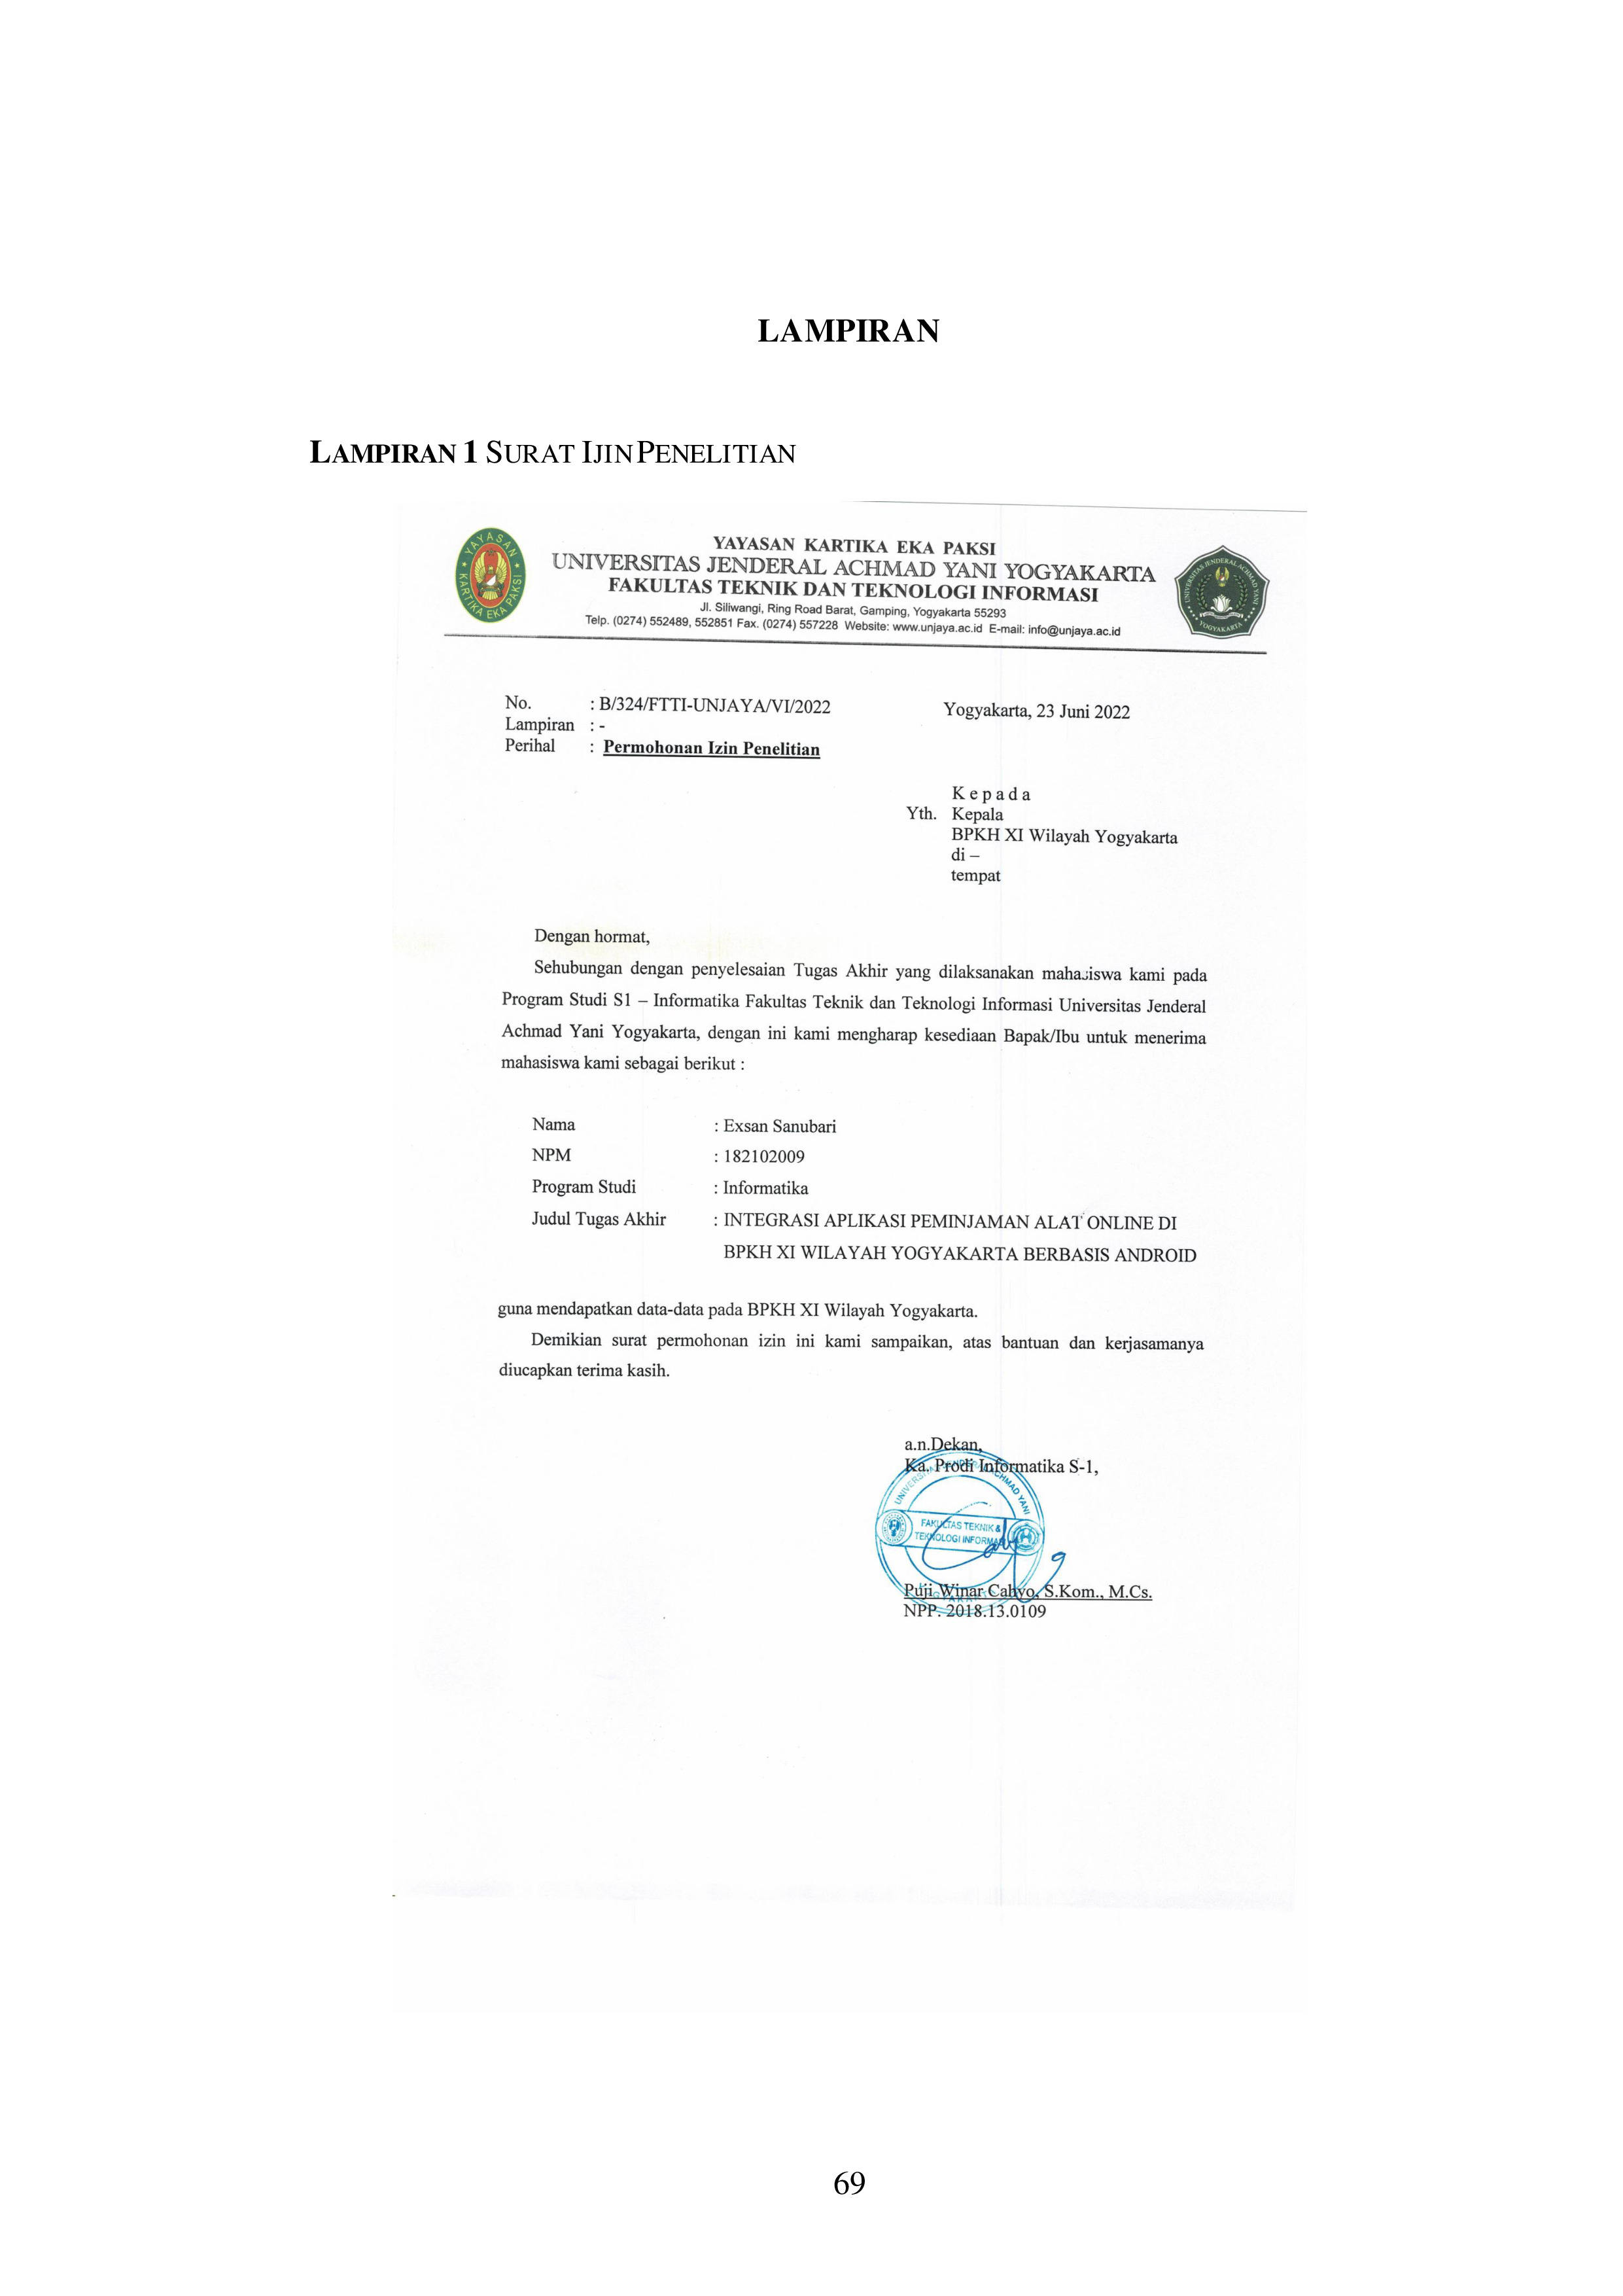 LAMPIRAN
LAMPIRAN 1 SURAT IJIN PENELITIAN
YAYASAN KARTIKA EKA PAKSI
UNIVERSITAS JENDERAL ACHMAD YANI YOGYAKARTA
FAKULTAS TEKNIK DAN TEKNOLOGI INFORMASI
Jl. Siliwangi, Ring Road Barat, Gamping, Yogyakarta 55293
Telp. (0274) 552489, 552851 Fax. (0274) 557228 Website: www.unjaya.ac.id E-mail: info@unjaya.ac.id
YAYASAN KARTIKA EKA PAKSI
UNIVERSITAS JENDERAL ACHMAD YANI YOGYAKARTA
No. : B/324/FTTI-UNJAYA/VI/2022 Yogyakarta, 23 Juni 2022
Lampiran : -
Perihal : Permohonan Izin Penelitian
Kepada
Yth. Kepala
BPKH XI Wilayah Yogyakarta
di –
tempat
Dengan hormat,
Sehubungan dengan penyelesaian Tugas Akhir yang dilaksanakan mahasiswa kami pada
Program Studi S1 – Informatika Fakultas Teknik dan Teknologi Informasi Universitas Jenderal
Achmad Yani Yogyakarta, dengan ini kami mengharap kesediaan Bapak/Ibu untuk menerima
mahasiswa kami sebagai berikut :
Nama : Exsan Sanubari
NPM : 182102009
Program Studi : Informatika
Judul Tugas Akhir : INTEGRASI APLIKASI PEMINJAMAN ALAT ONLINE DI
BPKH XI WILAYAH YOGYAKARTA BERBASIS ANDROID
guna mendapatkan data-data pada BPKH XI Wilayah Yogyakarta.
Demikian surat permohonan izin ini kami sampaikan, atas bantuan dan kerjasamanya
diucapkan terima kasih.
a.n.Dekan,
Ka. Prodi Informatika S-1,
UNIVERSITAS JENDERAL ACHMAD YANI
FAKULTAS TEKNIK &
TEKNOLOGI INFORMASI
YOGYAKARTA
Puji Winar Cahyo, S.Kom., M.Cs.
NPP. 2018.13.0109
69